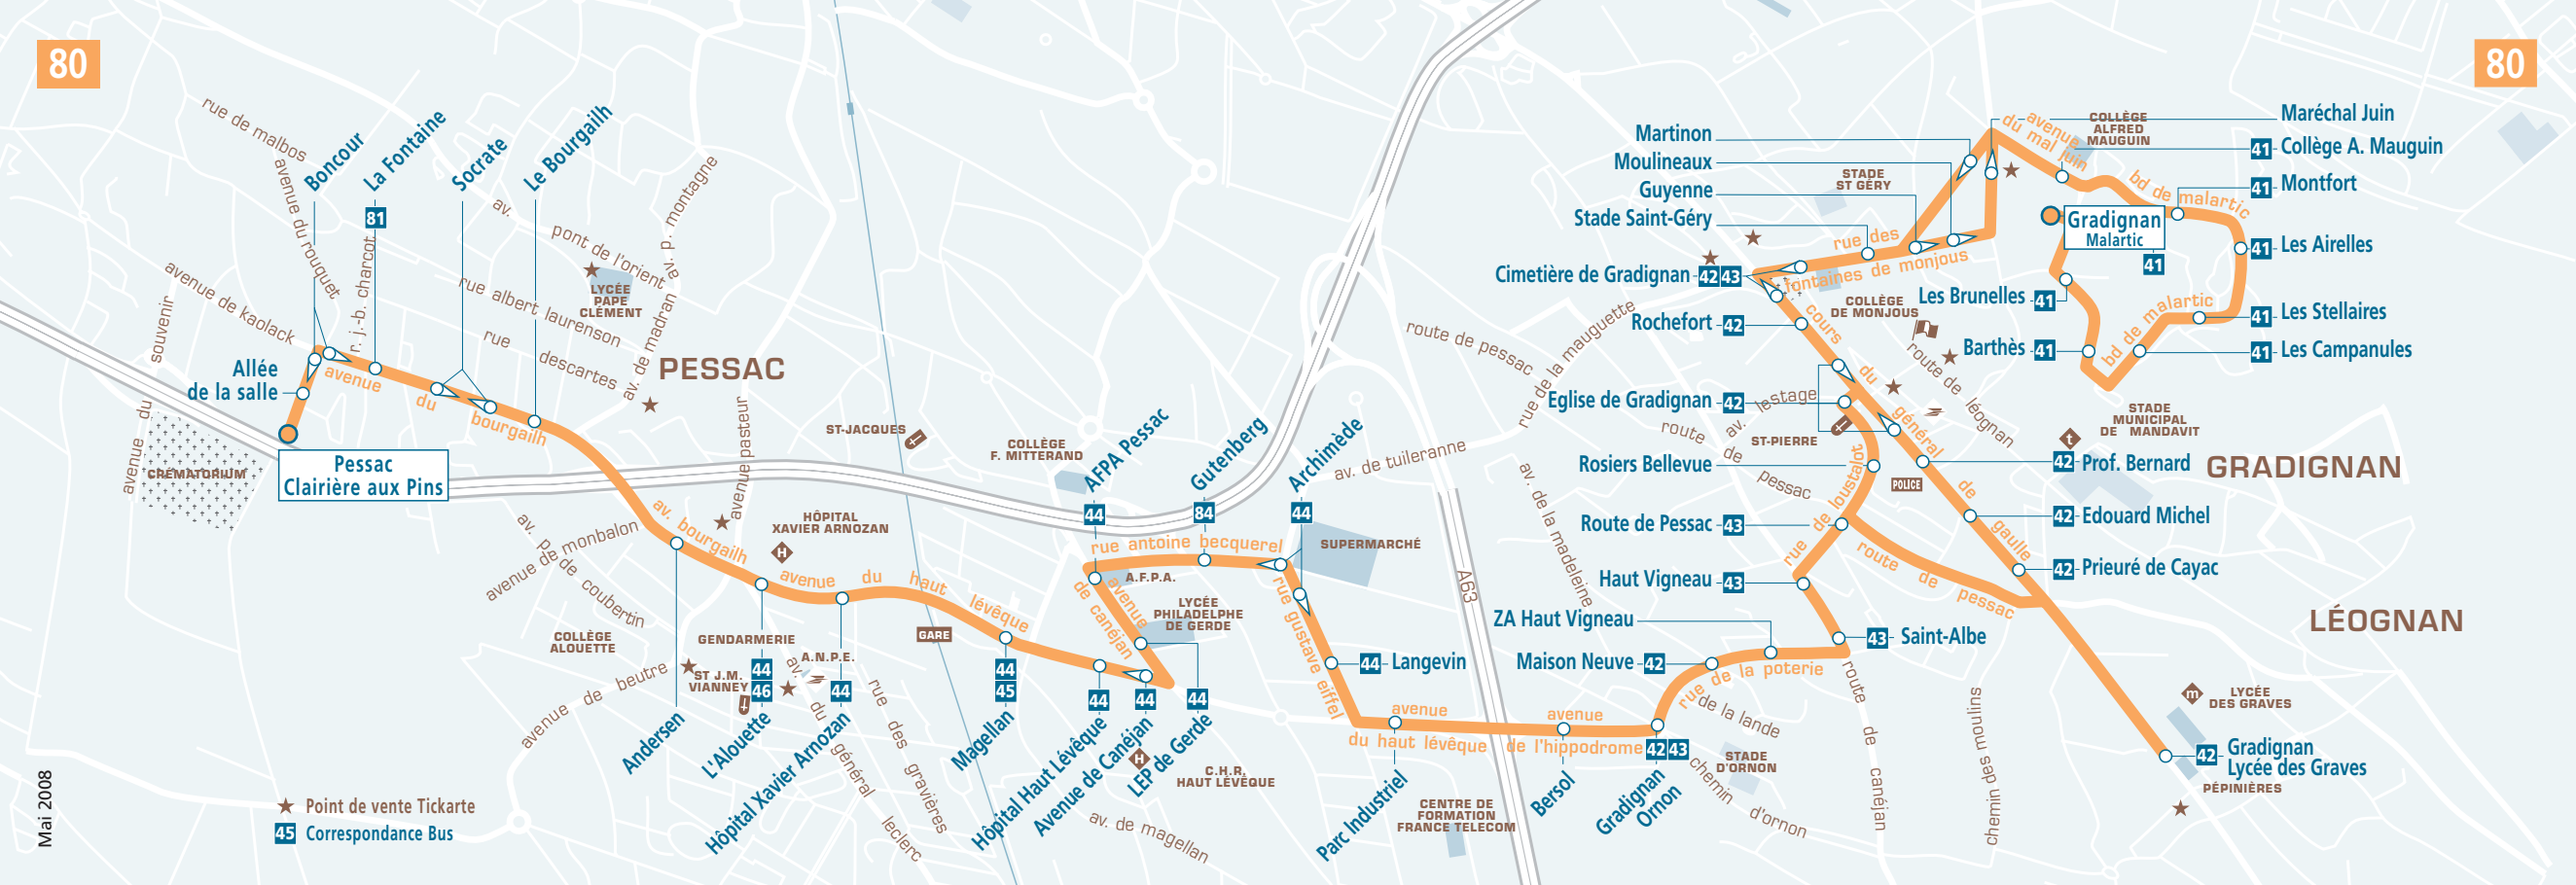 80
80
rue de malbos
Boncour
La Fontaine
81
Socrate
Le Bourgailh
avenue du rouquet
r. j.-b. charcot
av. pont de l'orient
av. p. montagne
LYCÉE
PAPE
CLÉMENT
avenue de kaolack
rue albert laurenson
rue descartes
av. de madran
avenue du souvenir
PESSAC
Allée
de la salle
avenue du bourgailh
CRÉMATORIUM
Pessac
Clairière aux Pins
avenue pasteur
ST-JACQUES
COLLÈGE
F. MITTERAND
av. bourgailh
HÔPITAL
XAVIER ARNOZAN
H
avenue de monbalon
av. p. de coubertin
avenue du haut lévêque
COLLÈGE
ALOUETTE
GENDARMERIE
A.N.P.E.
GARE
ST J.M.
VIANNEY
44
46
44
44
45
avenue de beutre
av. du général leclerc
rue des gravières
Andersen
L'Alouette
Hôpital Xavier Arnozan
Magellan
44
Hôpital Haut Lévêque
44
Avenue de Canéjan
44
LEP de Gerde
H
C.H.R.
HAUT LÉVÊQUE
av. de magellan
AFPA Pessac
44
Gutenberg
84
Archimède
44
rue antoine becquerel
A.F.P.A.
avenue
de canéjan
LYCÉE
PHILADELPHE
DE GERDE
SUPERMARCHÉ
rue gustave eiffel
44
Langevin
avenue
du haut lévêque
avenue
de l'hippodrome
A63
Parc Industriel
CENTRE DE
FORMATION
FRANCE TELECOM
Bersol
42 43
Gradignan
Ornon
route de pessac
rue de la mauguette
av. de tuileranne
av. de la madeleine
Martinon
Moulineaux
Guyenne
Stade Saint-Géry
Cimetière de Gradignan
42 43
Rochefort
42
Eglise de Gradignan
42
av. lestage
route de pessac
ST-PIERRE
Rosiers Bellevue
Route de Pessac
43
Haut Vigneau
43
ZA Haut Vigneau
Maison Neuve
42
43
Saint-Albe
rue de loustalot
rue de la poterie
de la lande
STADE
D'ORNON
chemin d'ornon
route de canéjan
chemin des moulins
STADE
ST GÉRY
rue des
fontaines de monjous
COLLÈGE
DE MONJOUS
cours du général de gaulle
route de léognan
POLICE
route de pessac
avenue
du mal juin
COLLÈGE
ALFRED
MAUGUIN
Maréchal Juin
41
Collège A. Mauguin
41
Montfort
bd de malartic
Gradignan
Malartic
41
41
Les Airelles
Les Brunelles
41
41
Les Stellaires
bd de malartic
Barthès
41
41
Les Campanules
STADE
MUNICIPAL
DE MANDAVIT
t
42
Prof. Bernard
GRADIGNAN
42
Edouard Michel
42
Prieuré de Cayac
LÉOGNAN
m
LYCÉE
DES GRAVES
42
Gradignan
Lycée des Graves
PÉPINIÈRES
Mai 2008
Point de vente Tickarte
45
Correspondance Bus